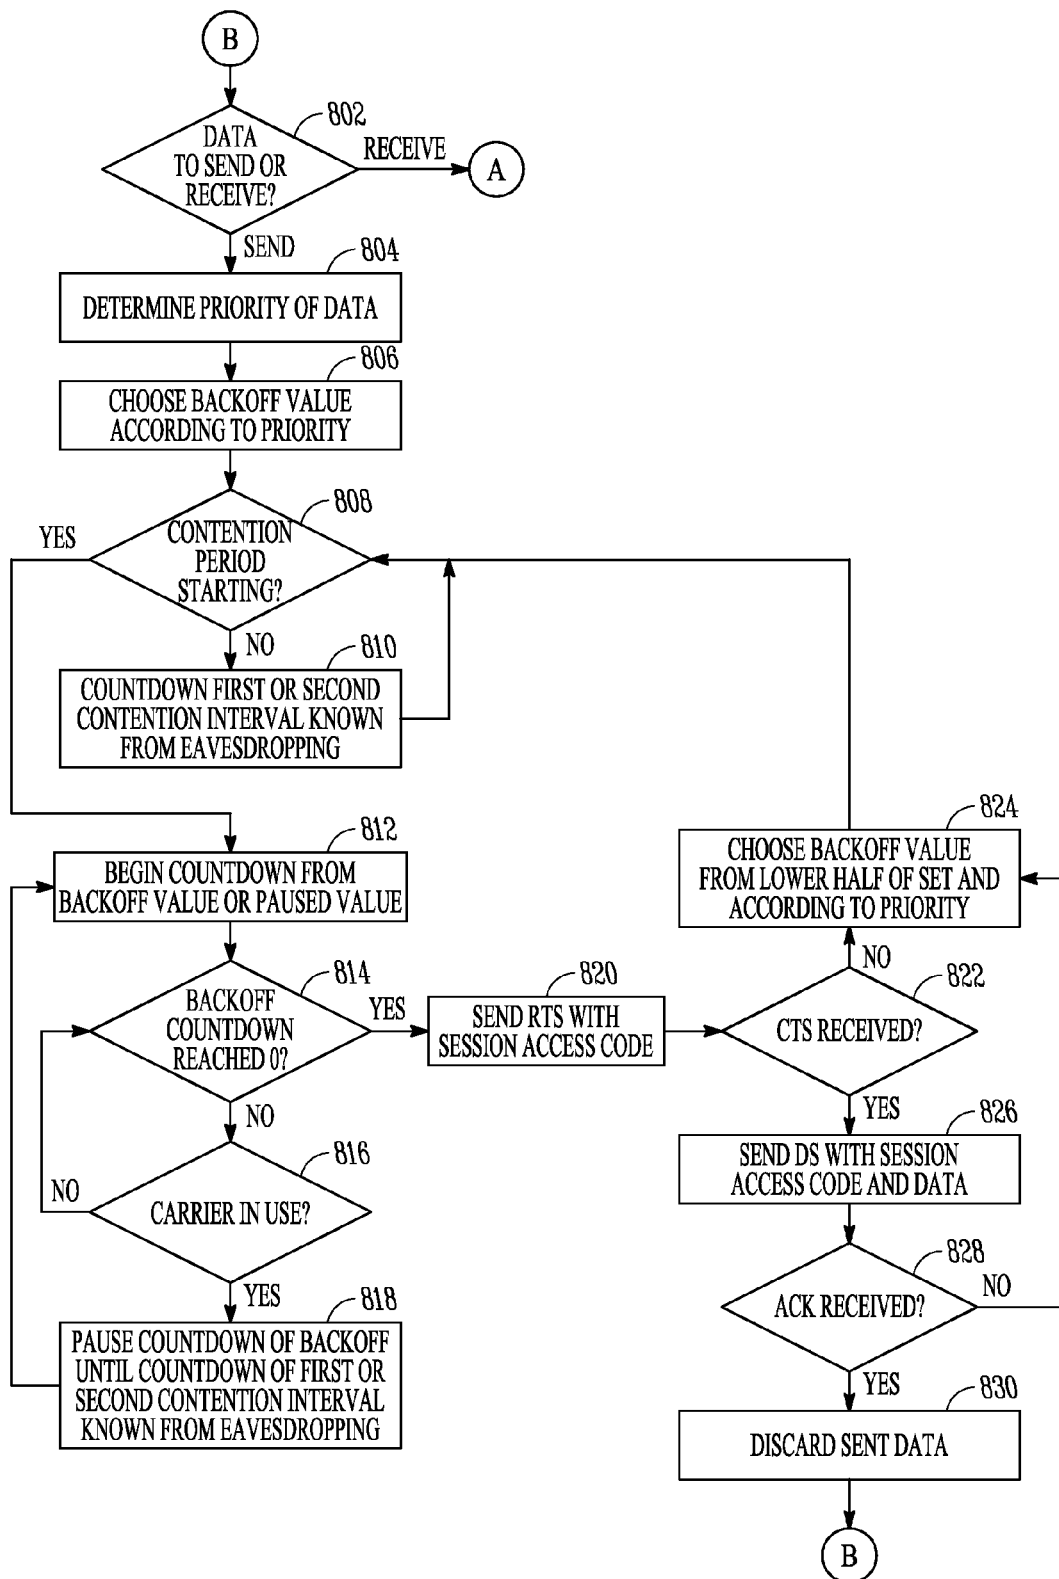 B
802
DATA
TO SEND OR
RECEIVE?
RECEIVE
A
SEND
804
DETERMINE PRIORITY OF DATA
806
CHOOSE BACKOFF VALUE
ACCORDING TO PRIORITY
808
YES
CONTENTION
PERIOD
STARTING?
NO
810
COUNTDOWN FIRST OR SECOND
CONTENTION INTERVAL KNOWN
FROM EAVESDROPPING
812
BEGIN COUNTDOWN FROM
BACKOFF VALUE OR PAUSED VALUE
814
BACKOFF
COUNTDOWN
REACHED 0?
YES
NO
816
CARRIER IN USE?
NO
YES
818
PAUSE COUNTDOWN OF BACKOFF
UNTIL COUNTDOWN OF FIRST OR
SECOND CONTENTION INTERVAL
KNOWN FROM EAVESDROPPING
820
SEND RTS WITH
SESSION ACCESS CODE
824
CHOOSE BACKOFF VALUE
FROM LOWER HALF OF SET AND
ACCORDING TO PRIORITY
NO
822
CTS RECEIVED?
YES
826
SEND DS WITH SESSION
ACCESS CODE AND DATA
828
ACK RECEIVED?
NO
YES
830
DISCARD SENT DATA
B